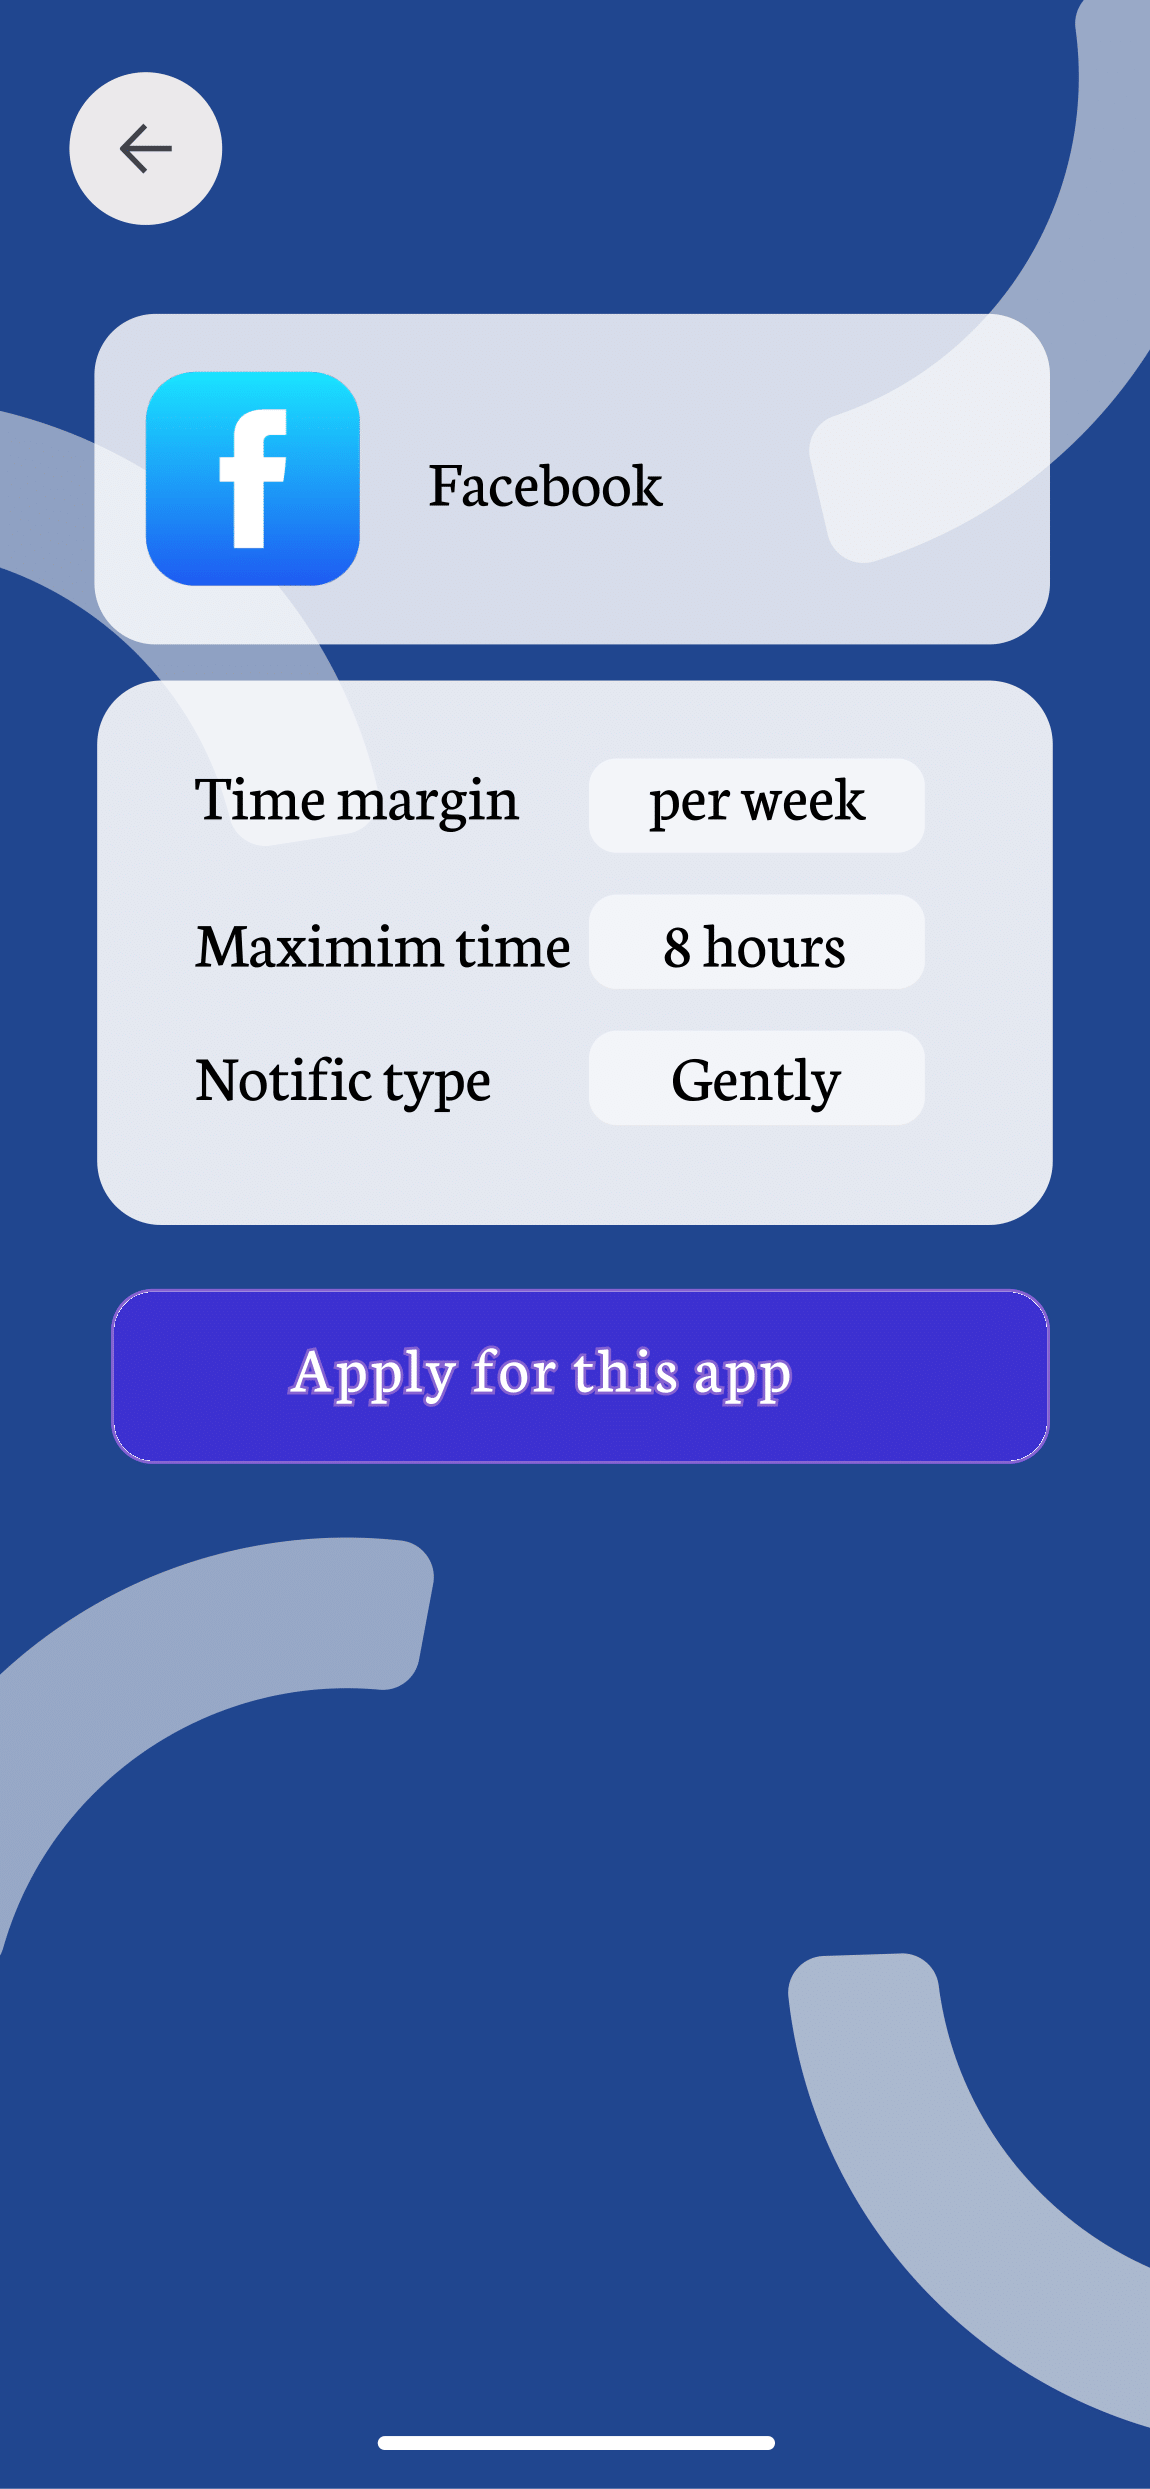 Facebook
Time margin per week
Maximim time 8 hours
Notific type Gently
Apply for this app